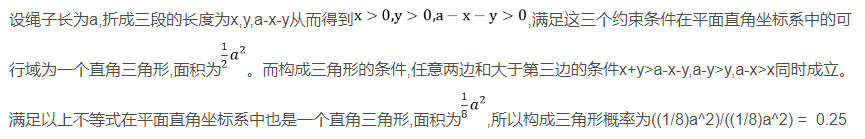 设绳子长为a,折成三段的长度为x,y,a-x-y从而得到x > 0,y > 0,a − x − y > 0,满足这三个约束条件在平面直角坐标系中的可
行域为一个直角三角形,面积为\frac{1}{2}a^2。而构成三角形的条件,任意两边和大于第三边的条件x+y>a-x-y,a-y>y,a-x>x同时成立。
满足以上不等式在平面直角坐标系中也是一个直角三角形,面积为\frac{1}{8}a^2,所以构成三角形概率为((1/8)a^2)/((1/8)a^2) = 0.25